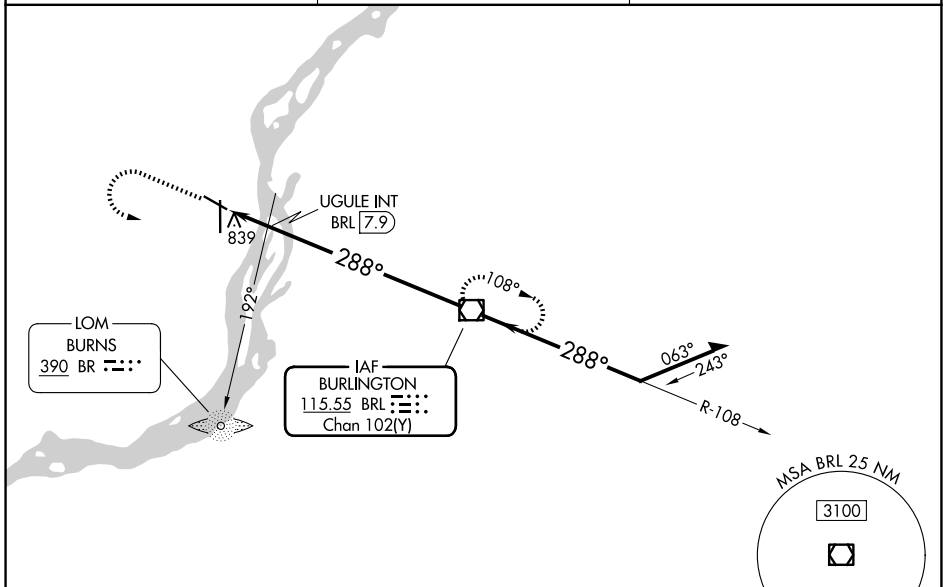 UGULE INT
BRL 7.9
839
288°
192°
108°
LOM
BURNS
390 BR
IAF
BURLINGTON
115.55 BRL
Chan 102(Y)
288°
063°
243°
R-108
MSA BRL 25 NM
3100